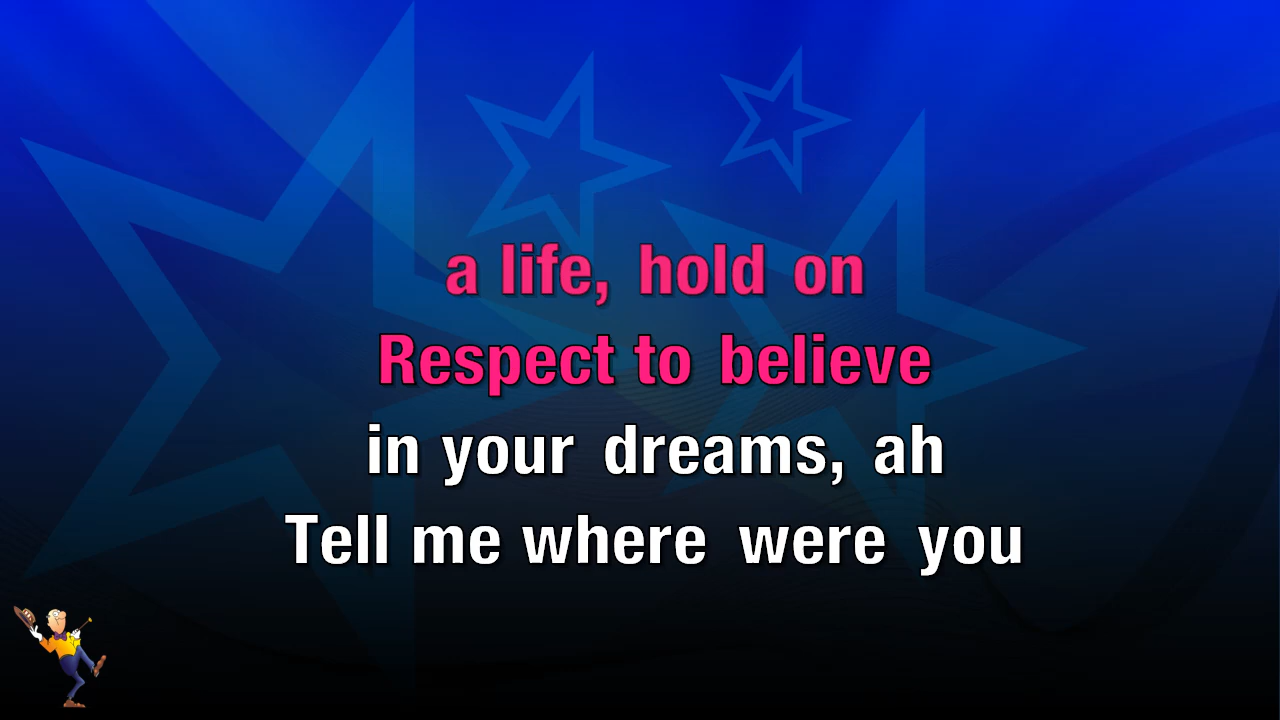 a life, hold on
Respect to believe
in your dreams, ah
Tell me where were you